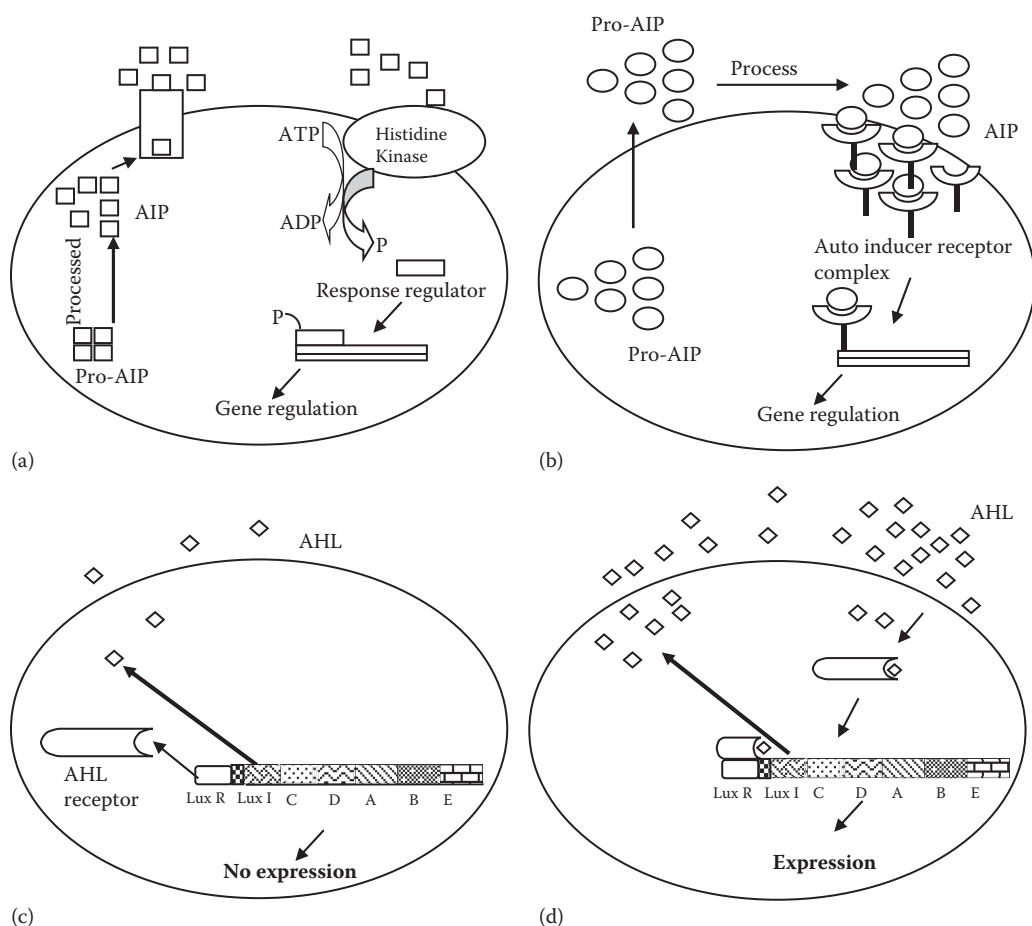 ATP
Histidine
Kinase
AIP
ADP
P
Processed
Response regulator
P
Pro-AIP
Gene regulation
(a)
Pro-AIP
Process
AIP
Auto inducer receptor
complex
Pro-AIP
Gene regulation
(b)
AHL
AHL
receptor
Lux R Lux I C D A B E
No expression
(c)
AHL
Lux R Lux I C D A B E
Expression
(d)